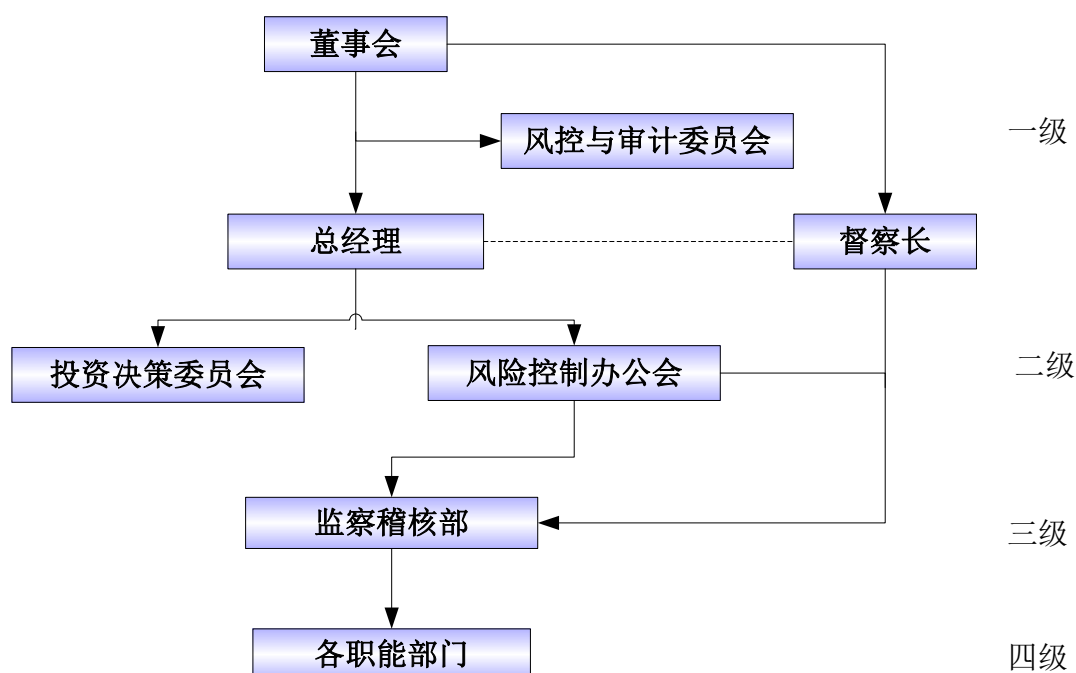 董事会
风控与审计委员会
一级
总经理
督察长
投资决策委员会
风险控制办公会
二级
监察稽核部
三级
各职能部门
四级